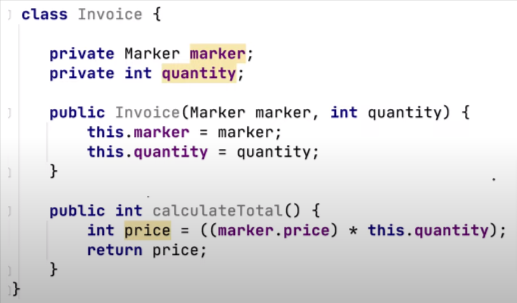 class Invoice {
private Marker marker;
private int quantity;
public Invoice(Marker marker, int quantity) {
this.marker = marker;
this.quantity = quantity;
}
public int calculateTotal() {
int price = ((marker.price) * this.quantity);
return price;
}
}